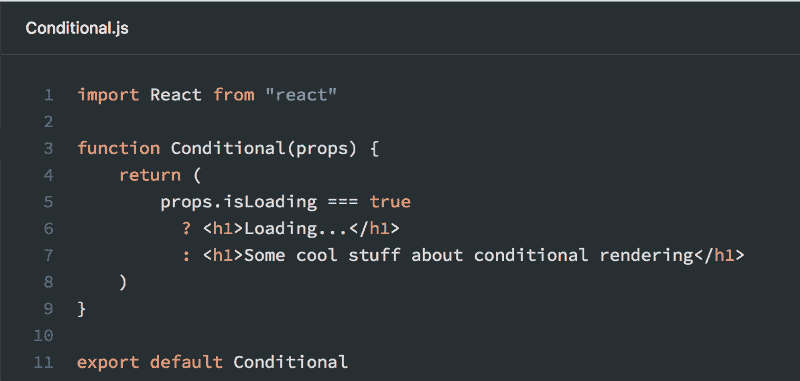 Conditional.js
1 import React from "react"
2
3 function Conditional(props) {
4     return (
5         props.isLoading === true
6           ? <h1>Loading...</h1>
7           : <h1>Some cool stuff about conditional rendering</h1>
8     )
9 }
10
11 export default Conditional